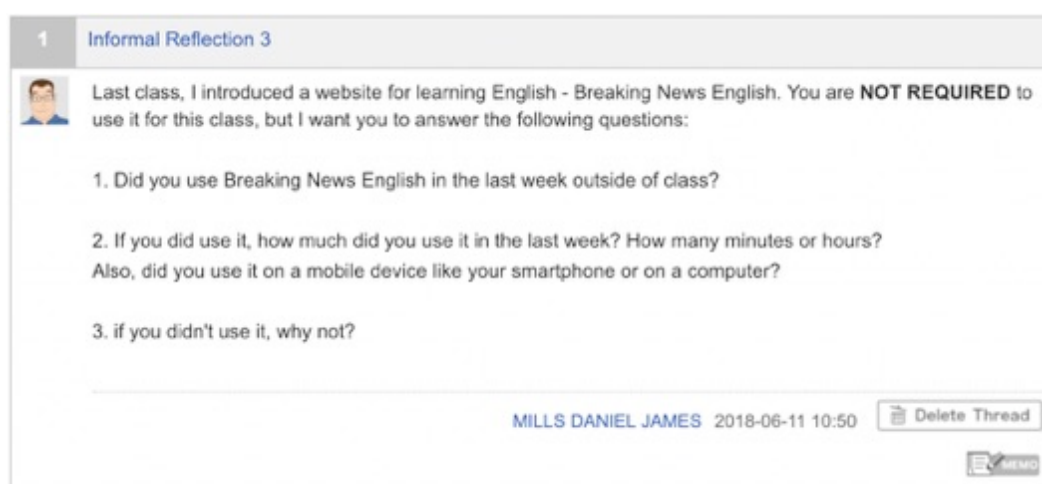 1 Informal Reflection 3
Last class, I introduced a website for learning English - Breaking News English. You are NOT REQUIRED to
use it for this class, but I want you to answer the following questions:
1. Did you use Breaking News English in the last week outside of class?
2. If you did use it, how much did you use it in the last week? How many minutes or hours?
Also, did you use it on a mobile device like your smartphone or on a computer?
3. if you didn't use it, why not?
MILLS DANIEL JAMES 2018-06-11 10:50 Delete Thread
MEMO